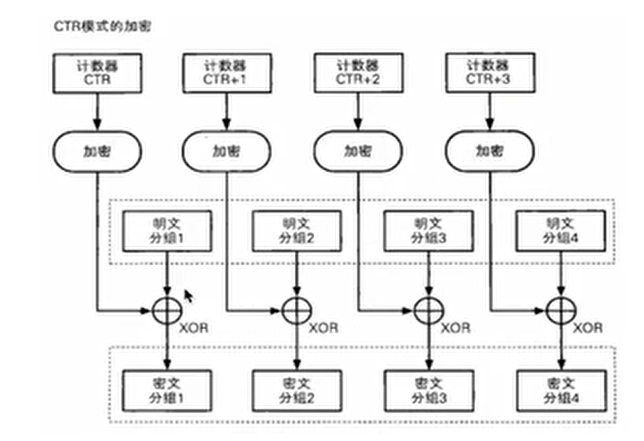 CTR模式的加密
计数器 计数器 计数器 计数器
CTR CTR+1 CTR+2 CTR+3
加密 加密 加密 加密
明文 明文 明文 明文
分组1 分组2 分组3 分组4
XOR XOR XOR XOR
密文 密文 密文 密文
分组1 分组2 分组3 分组4